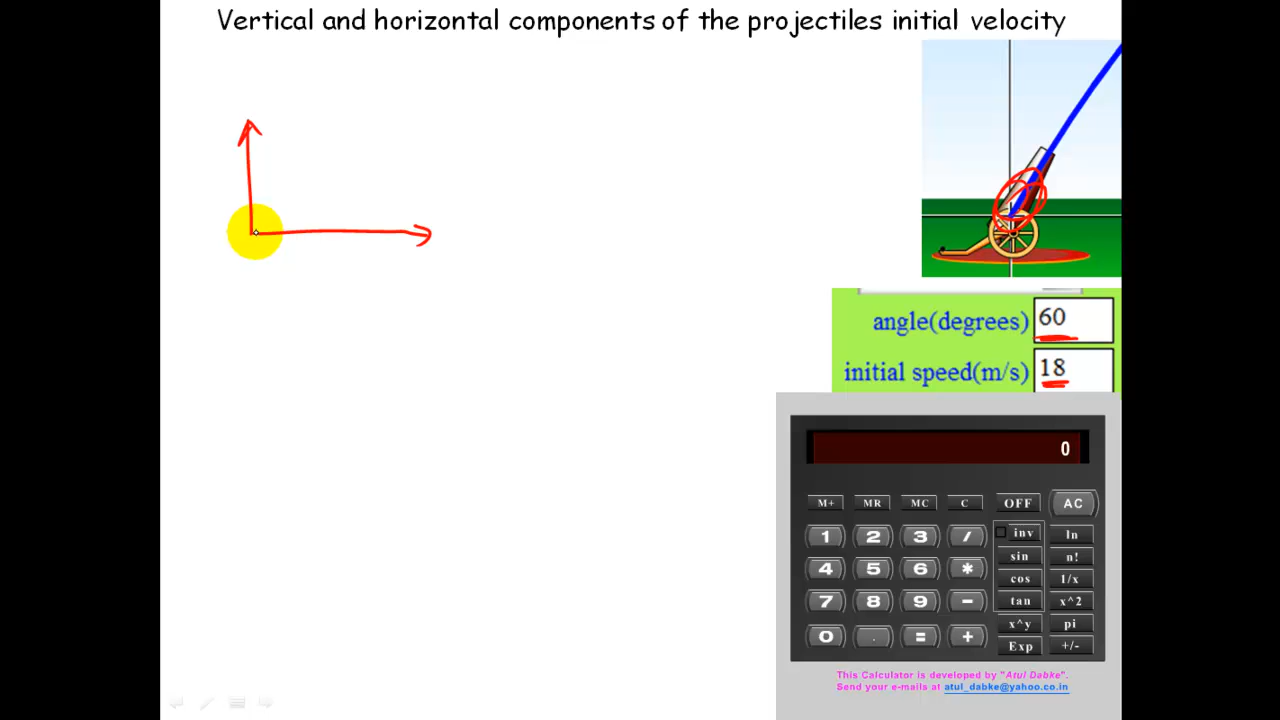 Vertical and horizontal components of the projectiles initial velocity
angle(degrees) 60
initial speed(m/s) 18
0
M+ MR MC C OFF AC
1 2 3 / inv ln
sin n!
4 5 6 * cos 1/x
7 8 9 - tan x^2
x^y pi
0 . = + Exp +/-
This Calculator is developed by "Atul Dabke".
Send your e-mails at atul_dabke@yahoo.co.in